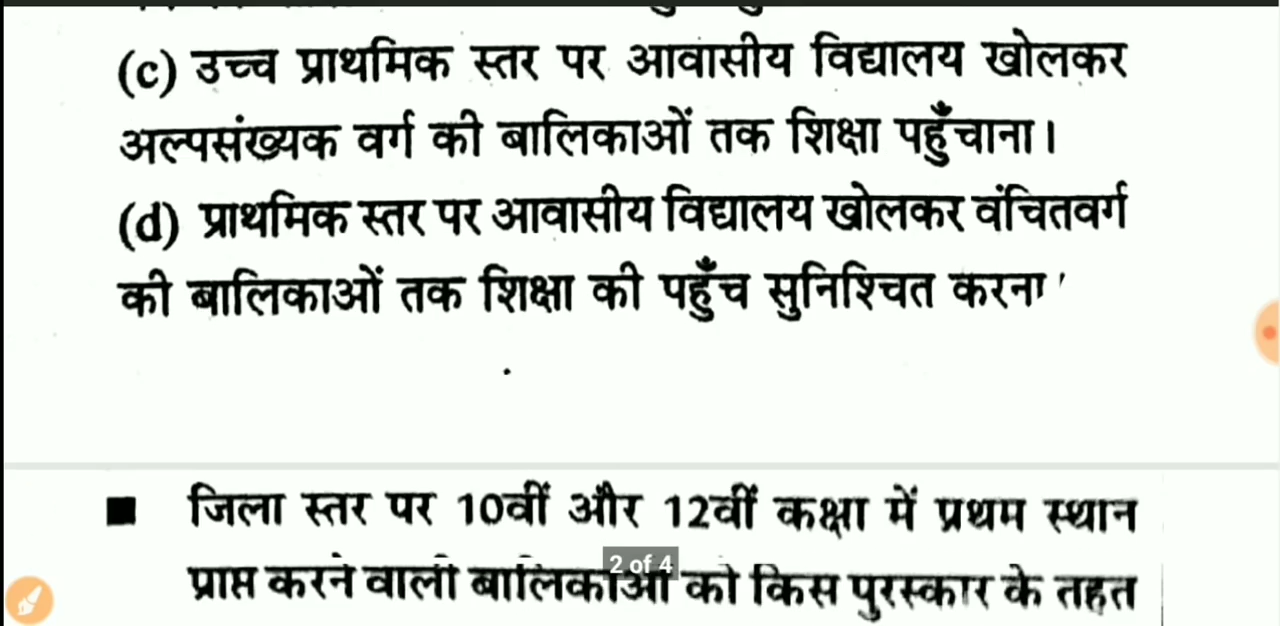 (c) उच्च प्राथमिक स्तर पर आवासीय विद्यालय खोलकर
अल्पसंख्यक वर्ग की बालिकाओं तक शिक्षा पहुँचाना।
(d) प्राथमिक स्तर पर आवासीय विद्यालय खोलकर वंचितवर्ग
की बालिकाओं तक शिक्षा की पहुँच सुनिश्चित करना
■ जिला स्तर पर 10वीं और 12वीं कक्षा में प्रथम स्थान
2 of 4
प्राप्त करने वाली बालिकाओं को किस पुरस्कार के तहत